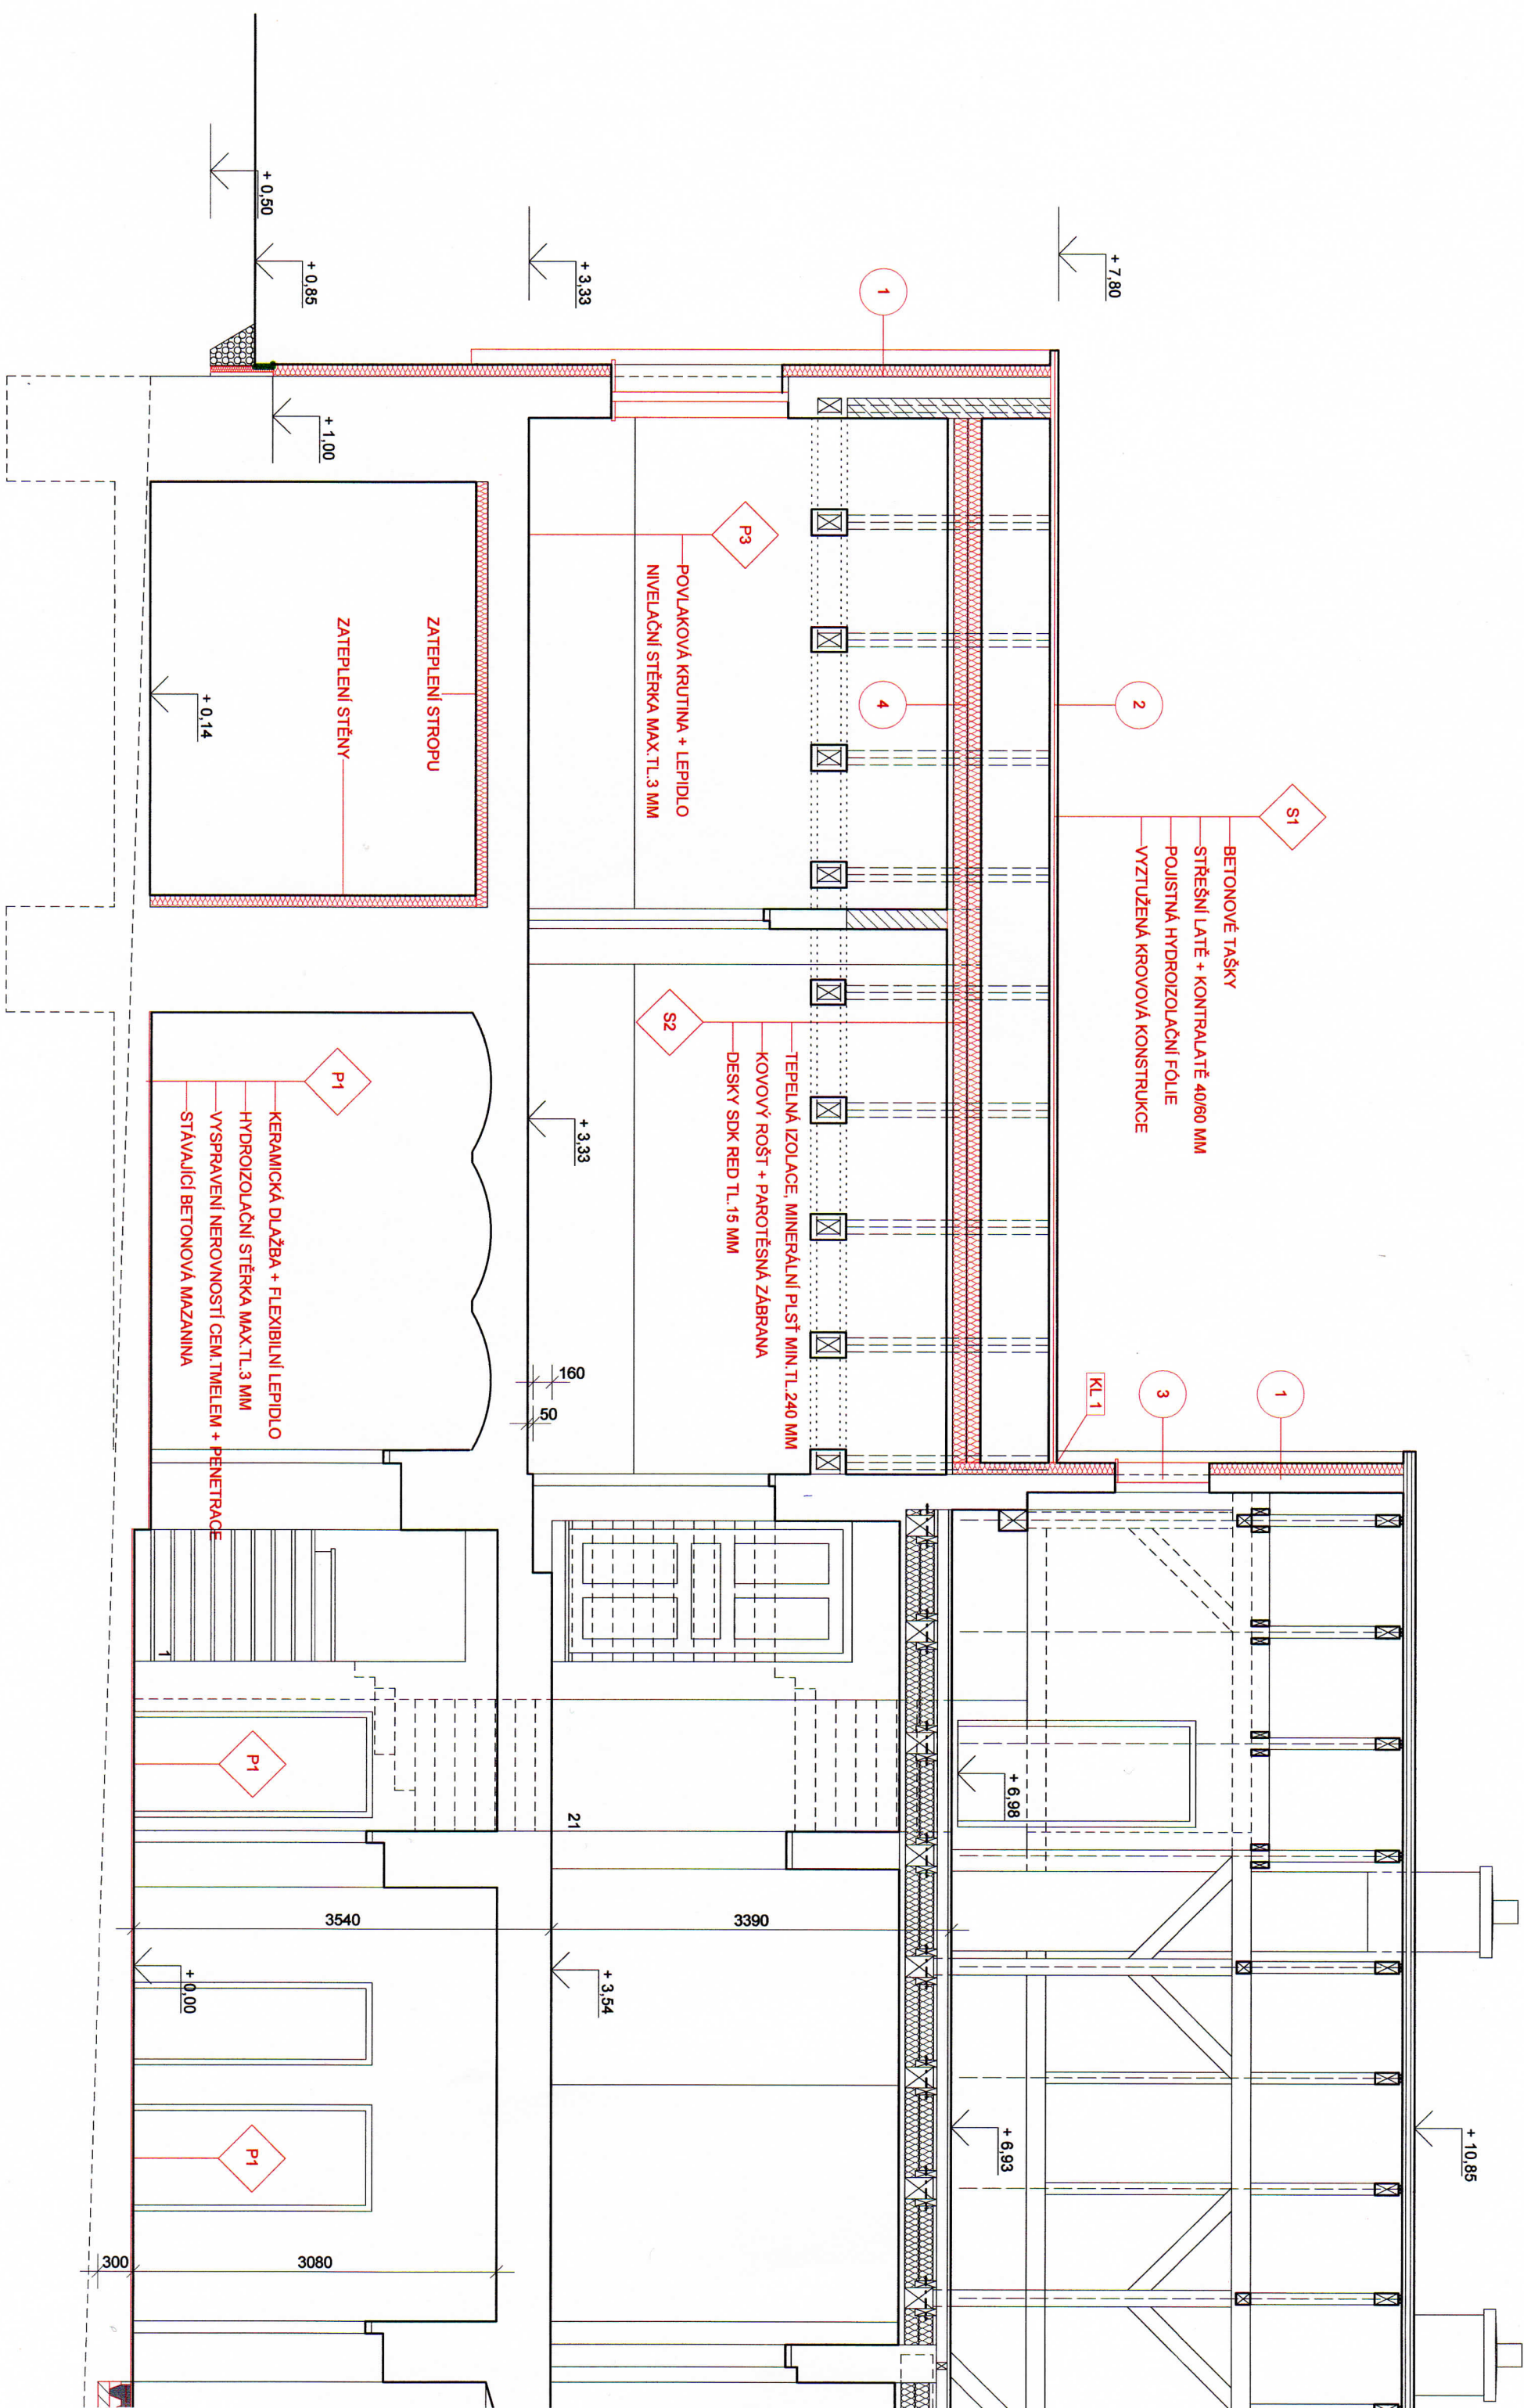 + 10,85
+ 7,80
S1
BETONOVÉ TAŠKY
STŘEŠNÍ LATĚ + KONTRALATĚ 40/60 MM
POJISTNÁ HYDROIZOLAČNÍ FÓLIE
VYZTUŽENÁ KROVOVÁ KONSTRUKCE
2
1
3
KL 1
1
4
+ 6,98
+ 6,93
P3
POVLAKOVÁ KRUTINA + LEPIDLO
NIVELAČNÍ STĚRKA MAX.TL.3 MM
S2
TEPELNÁ IZOLACE, MINERÁLNÍ PLSŤ MIN.TL.240 MM
KOVOVÝ ROŠT + PAROTĚSNÁ ZÁBRANA
DESKY SDK RED TL.15 MM
3390
+ 3,33
+ 3,33
160
50
21
+ 3,54
ZATEPLENÍ STROPU
ZATEPLENÍ STĚNY
+ 0,85
+ 0,50
+ 1,00
+ 0,14
P1
KERAMICKÁ DLAŽBA + FLEXIBILNÍ LEPIDLO
HYDROIZOLAČNÍ STĚRKA MAX.TL.3 MM
VYSPRAVENÍ NEROVNOSTÍ CEM.TMELEM + PENETRACE
STÁVAJÍCÍ BETONOVÁ MAZANINA
1
P1
3540
+ 0,00
P1
3080
300